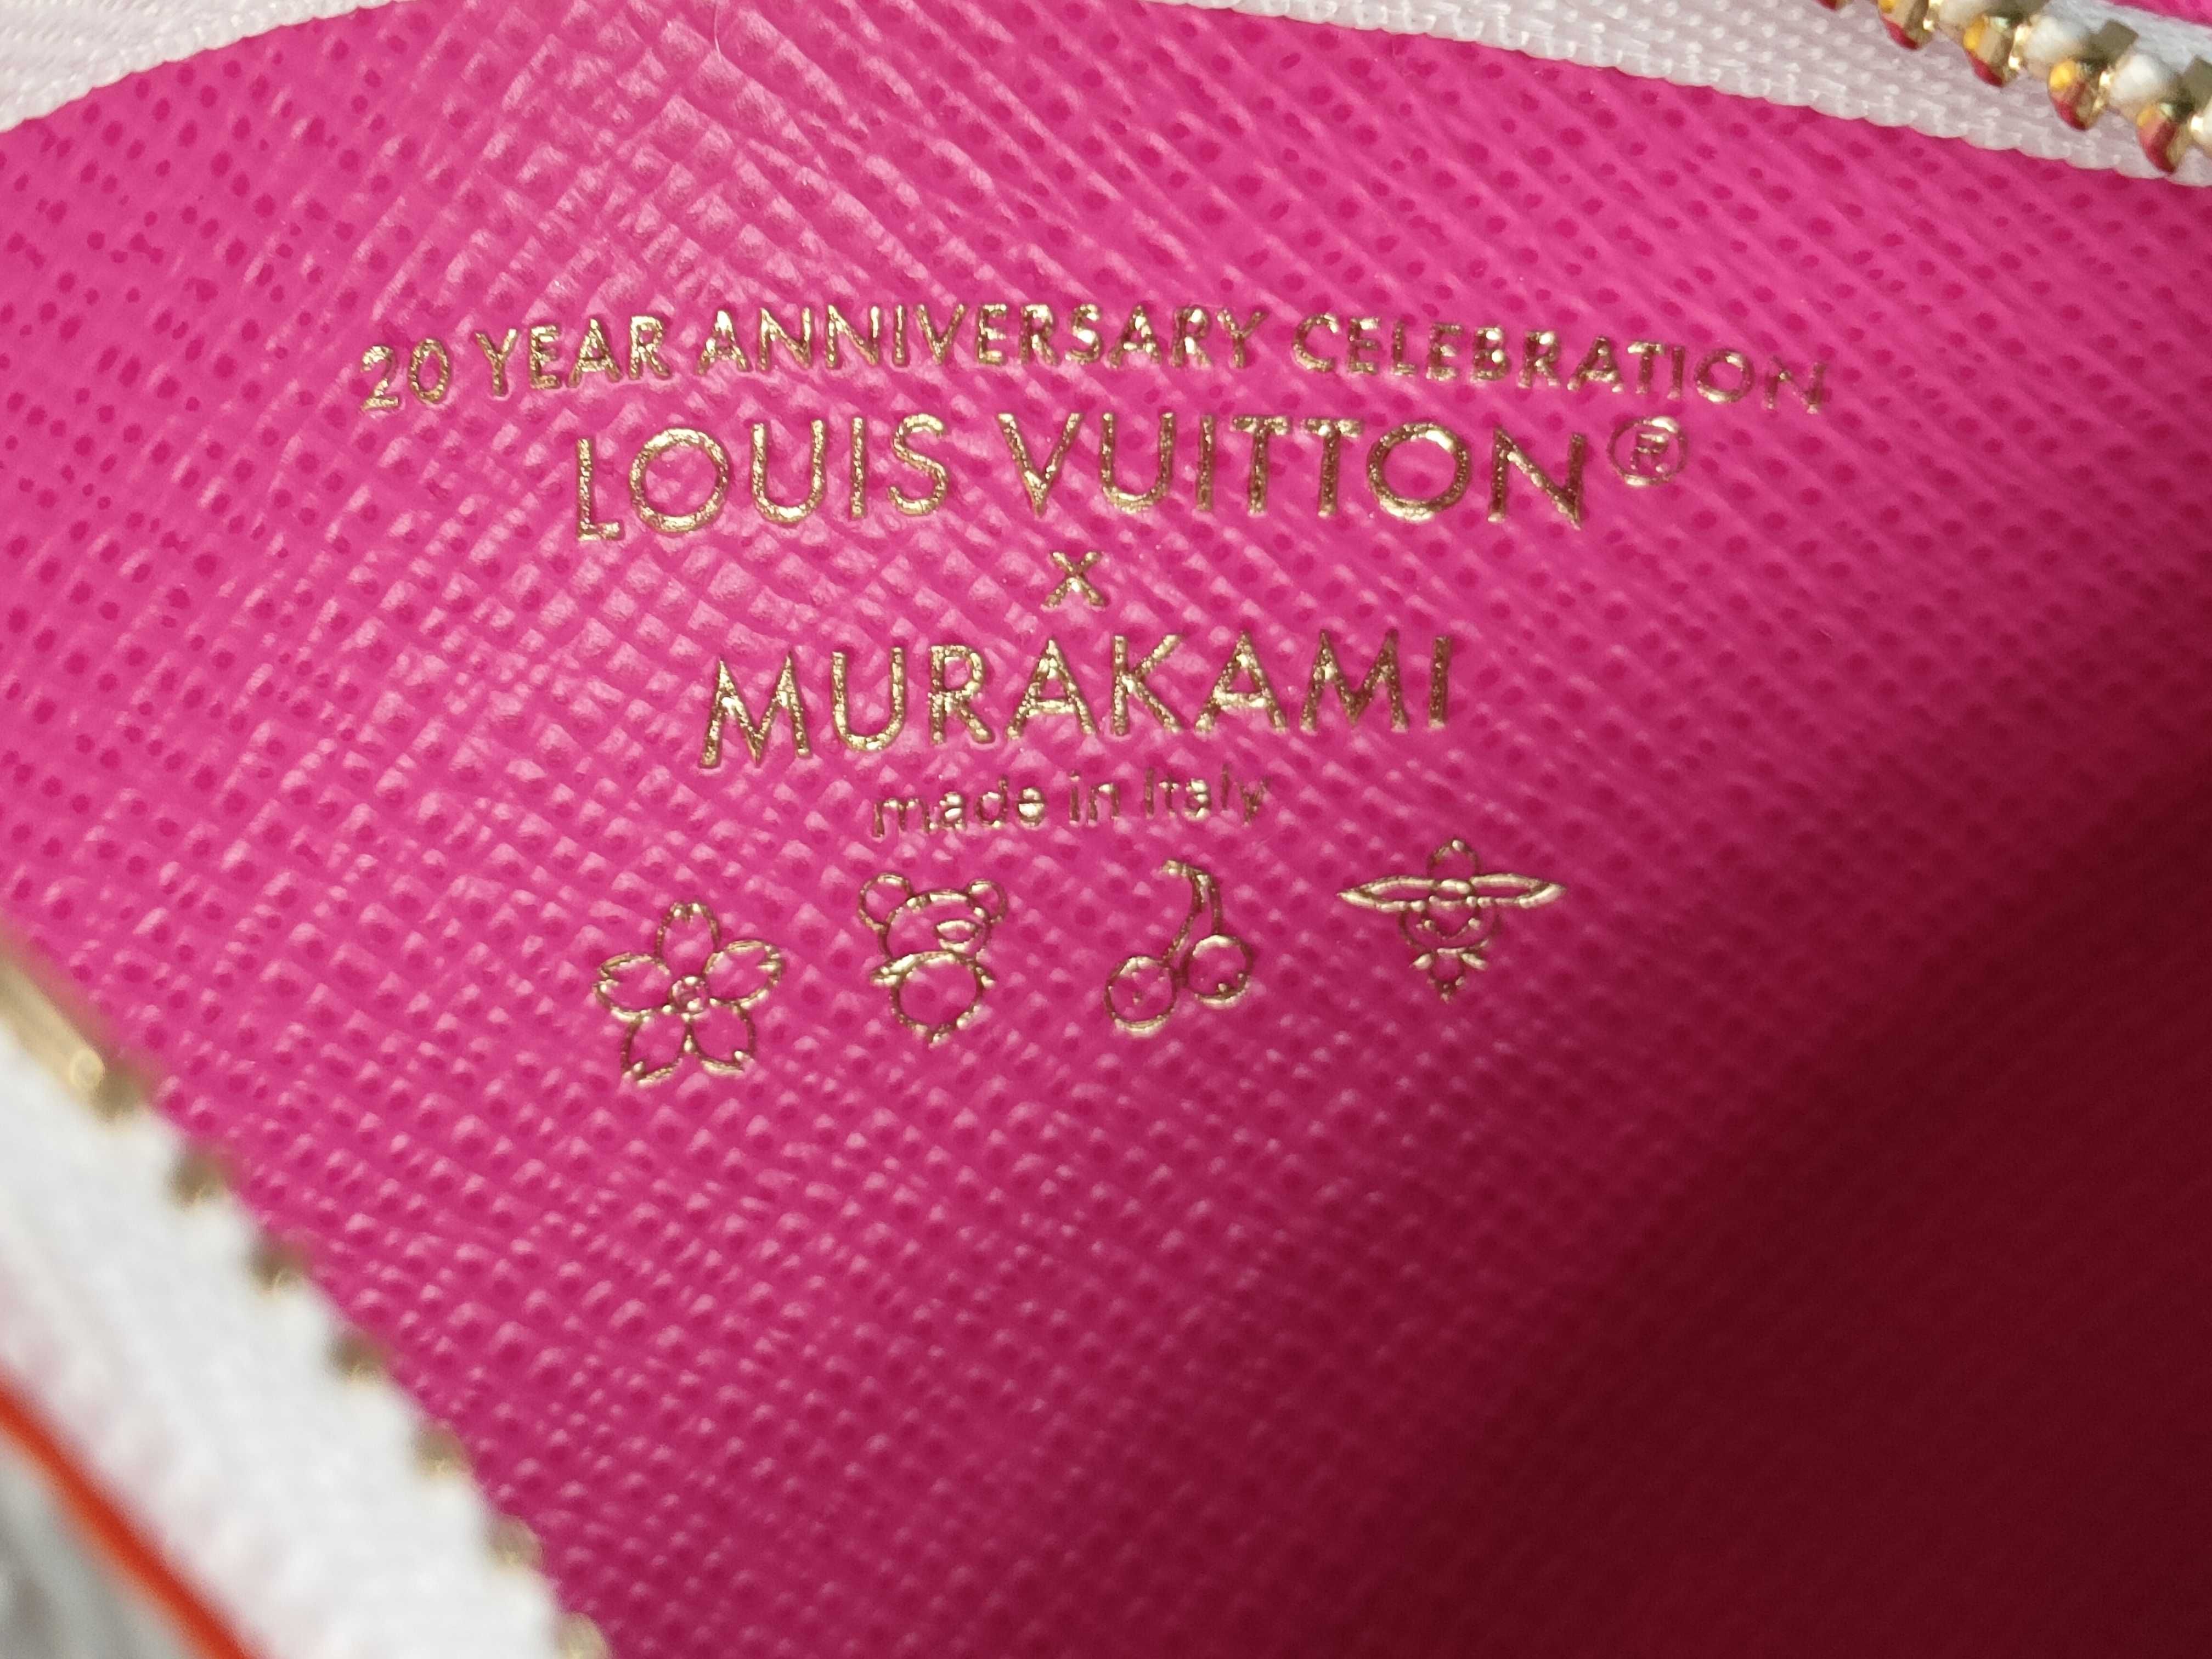 20 YEAR ANNIVERSARY CELEBRATION
LOUIS VUITTON®
x
MURAKAMI
made in Italy